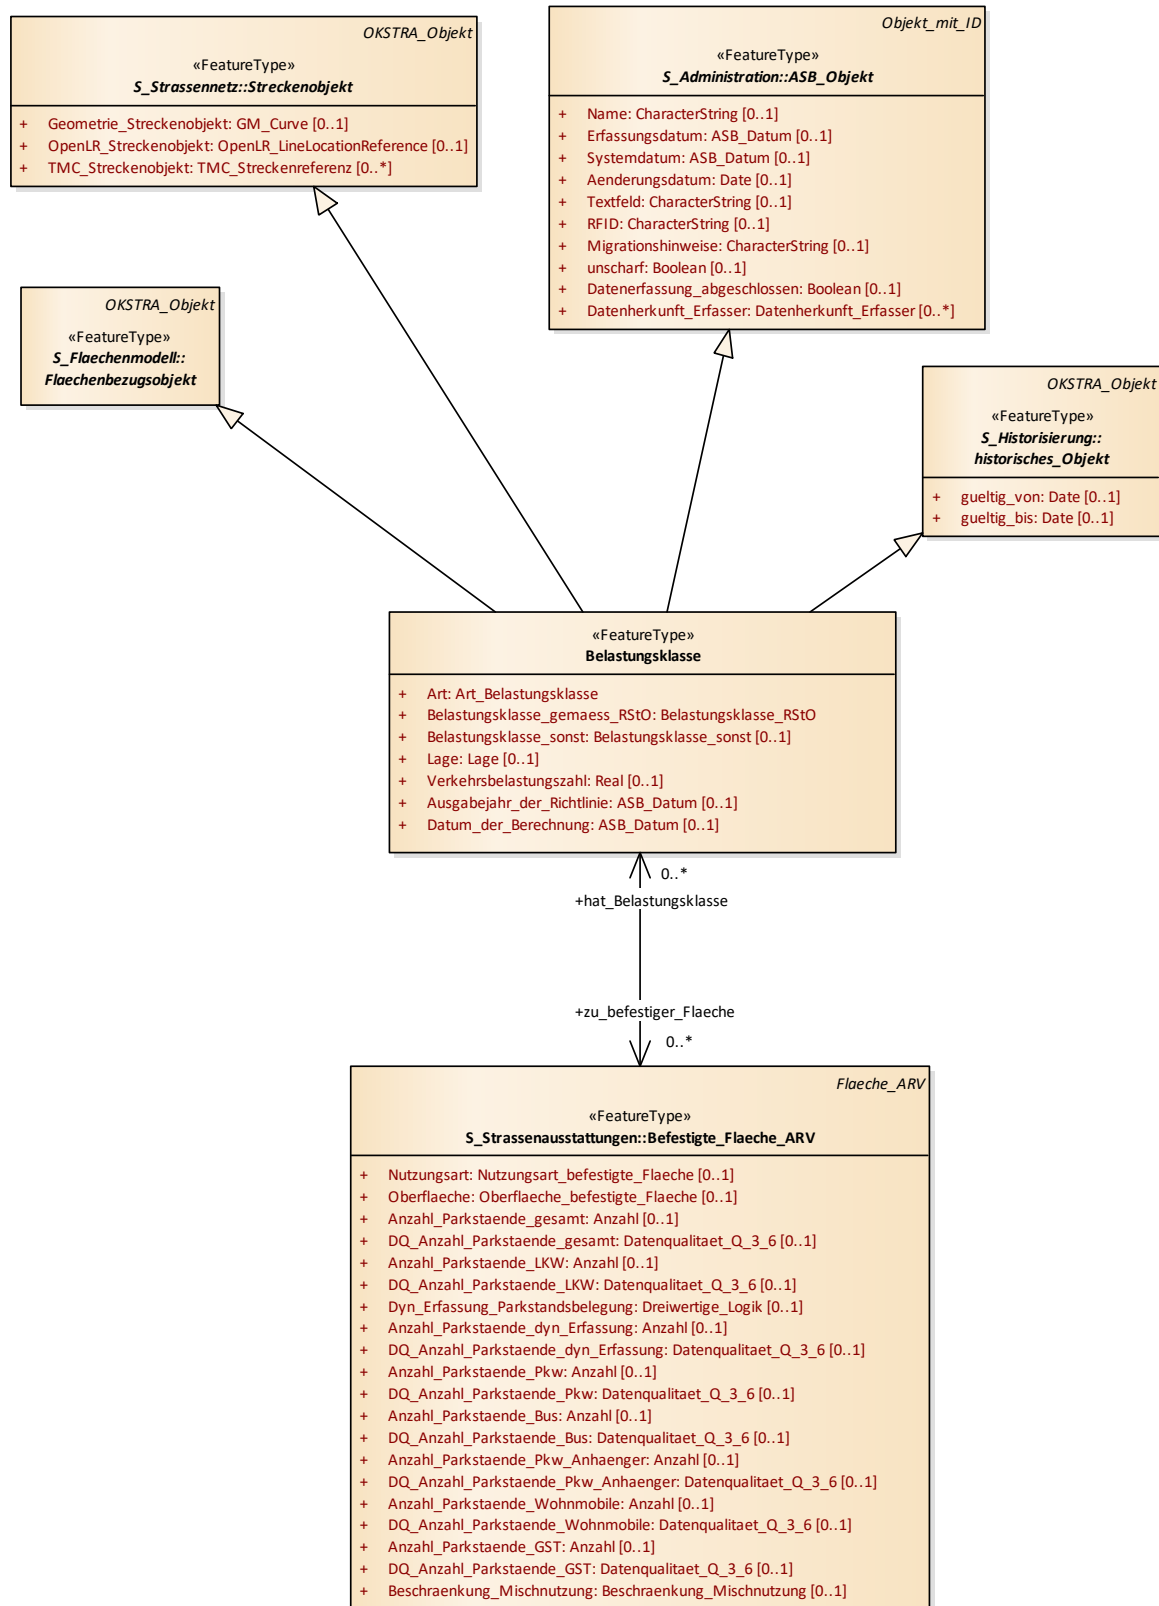 OKSTRA_Objekt
«FeatureType»
S_Strassennetz::Streckenobjekt
+ Geometrie_Streckenobjekt: GM_Curve [0..1]
+ OpenLR_Streckenobjekt: OpenLR_LineLocationReference [0..1]
+ TMC_Streckenobjekt: TMC_Streckenreferenz [0..*]
Objekt_mit_ID
«FeatureType»
S_Administration::ASB_Objekt
+ Name: CharacterString [0..1]
+ Erfassungsdatum: ASB_Datum [0..1]
+ Systemdatum: ASB_Datum [0..1]
+ Aenderungsdatum: Date [0..1]
+ Textfeld: CharacterString [0..1]
+ RFID: CharacterString [0..1]
+ Migrationshinweise: CharacterString [0..1]
+ unscharf: Boolean [0..1]
+ Datenerfassung_abgeschlossen: Boolean [0..1]
+ Datenherkunft_Erfasser: Datenherkunft_Erfasser [0..*]
OKSTRA_Objekt
«FeatureType»
S_Flaechenmodell::
Flaechenbezugsobjekt
OKSTRA_Objekt
«FeatureType»
S_Historisierung::
historisches_Objekt
+ gueltig_von: Date [0..1]
+ gueltig_bis: Date [0..1]
«FeatureType»
Belastungsklasse
+ Art: Art_Belastungsklasse
+ Belastungsklasse_gemaess_RStO: Belastungsklasse_RStO
+ Belastungsklasse_sonst: Belastungsklasse_sonst [0..1]
+ Lage: Lage [0..1]
+ Verkehrsbelastungszahl: Real [0..1]
+ Ausgabejahr_der_Richtlinie: ASB_Datum [0..1]
+ Datum_der_Berechnung: ASB_Datum [0..1]
0..*
+hat_Belastungsklasse
+zu_befestiger_Flaeche
0..*
Flaeche_ARV
«FeatureType»
S_Strassenausstattungen::Befestigte_Flaeche_ARV
+ Nutzungsart: Nutzungsart_befestigte_Flaeche [0..1]
+ Oberflaeche: Oberflaeche_befestigte_Flaeche [0..1]
+ Anzahl_Parkstaende_gesamt: Anzahl [0..1]
+ DQ_Anzahl_Parkstaende_gesamt: Datenqualitaet_Q_3_6 [0..1]
+ Anzahl_Parkstaende_LKW: Anzahl [0..1]
+ DQ_Anzahl_Parkstaende_LKW: Datenqualitaet_Q_3_6 [0..1]
+ Dyn_Erfassung_Parkstandsbelegung: Dreiwertige_Logik [0..1]
+ Anzahl_Parkstaende_dyn_Erfassung: Anzahl [0..1]
+ DQ_Anzahl_Parkstaende_dyn_Erfassung: Datenqualitaet_Q_3_6 [0..1]
+ Anzahl_Parkstaende_Pkw: Anzahl [0..1]
+ DQ_Anzahl_Parkstaende_Pkw: Datenqualitaet_Q_3_6 [0..1]
+ Anzahl_Parkstaende_Bus: Anzahl [0..1]
+ DQ_Anzahl_Parkstaende_Bus: Datenqualitaet_Q_3_6 [0..1]
+ Anzahl_Parkstaende_Pkw_Anhaenger: Anzahl [0..1]
+ DQ_Anzahl_Parkstaende_Pkw_Anhaenger: Datenqualitaet_Q_3_6 [0..1]
+ Anzahl_Parkstaende_Wohnmobile: Anzahl [0..1]
+ DQ_Anzahl_Parkstaende_Wohnmobile: Datenqualitaet_Q_3_6 [0..1]
+ Anzahl_Parkstaende_GST: Anzahl [0..1]
+ DQ_Anzahl_Parkstaende_GST: Datenqualitaet_Q_3_6 [0..1]
+ Beschraenkung_Mischnutzung: Beschraenkung_Mischnutzung [0..1]